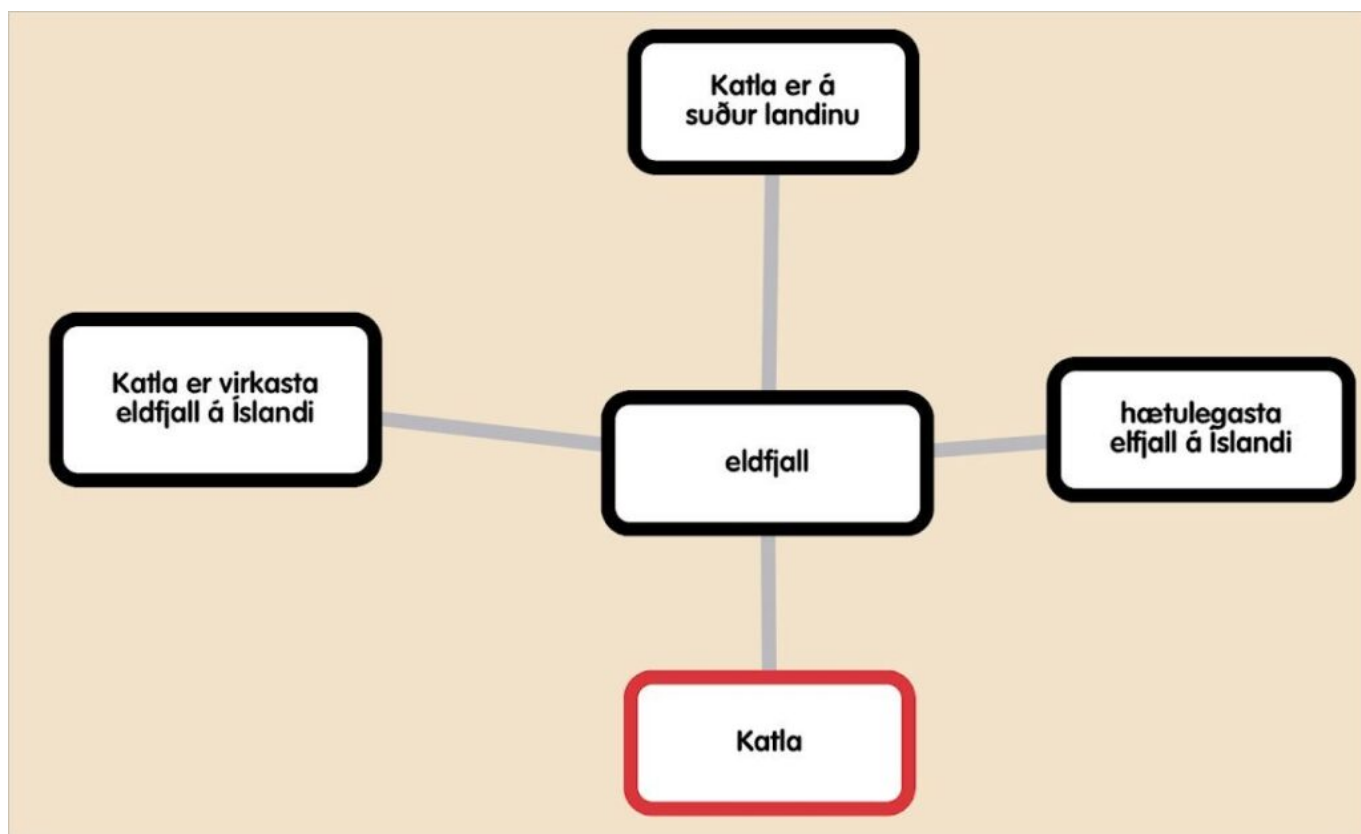 Katla er á
suður landinu
Katla er virkasta
eldfjall á Íslandi
eldfjall
hætulegasta
elfjall á Íslandi
Katla